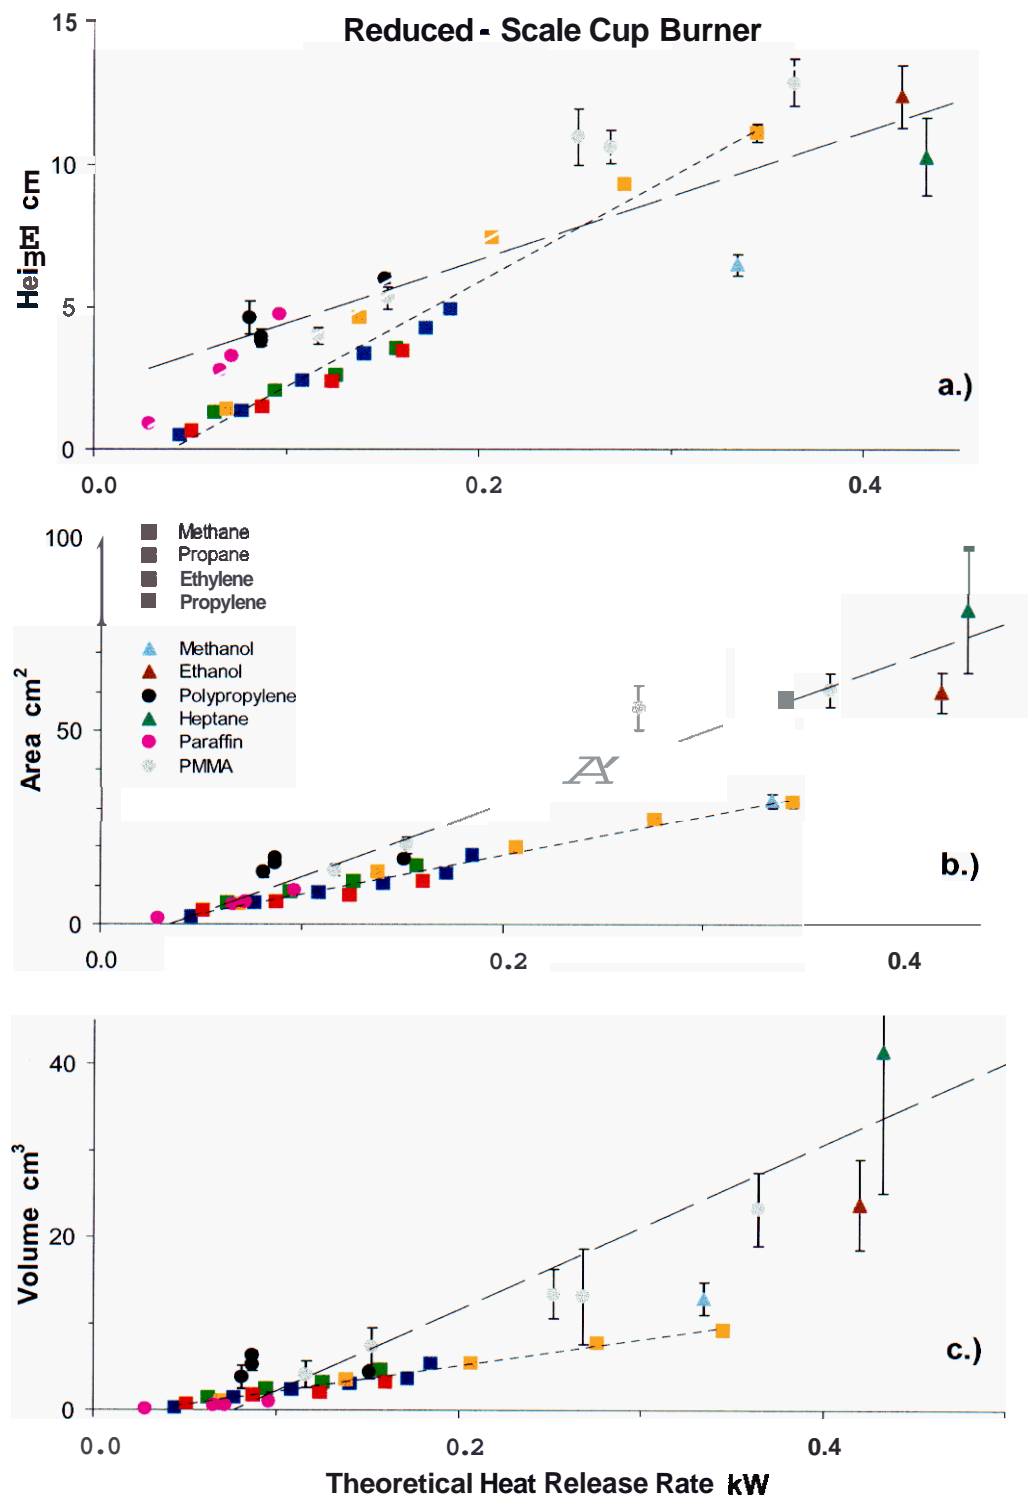 Reduced - Scale Cup Burner
15
10
5
0
Height cm
a.)
0.0 0.2 0.4
100
50
0
Area cm²
Methane
Propane
Ethylene
Propylene
Methanol
Ethanol
Polypropylene
Heptane
Paraffin
PMMA
b.)
0.0 0.2 0.4
40
20
0
Volume cm³
c.)
0.0 0.2 0.4
Theoretical Heat Release Rate kW